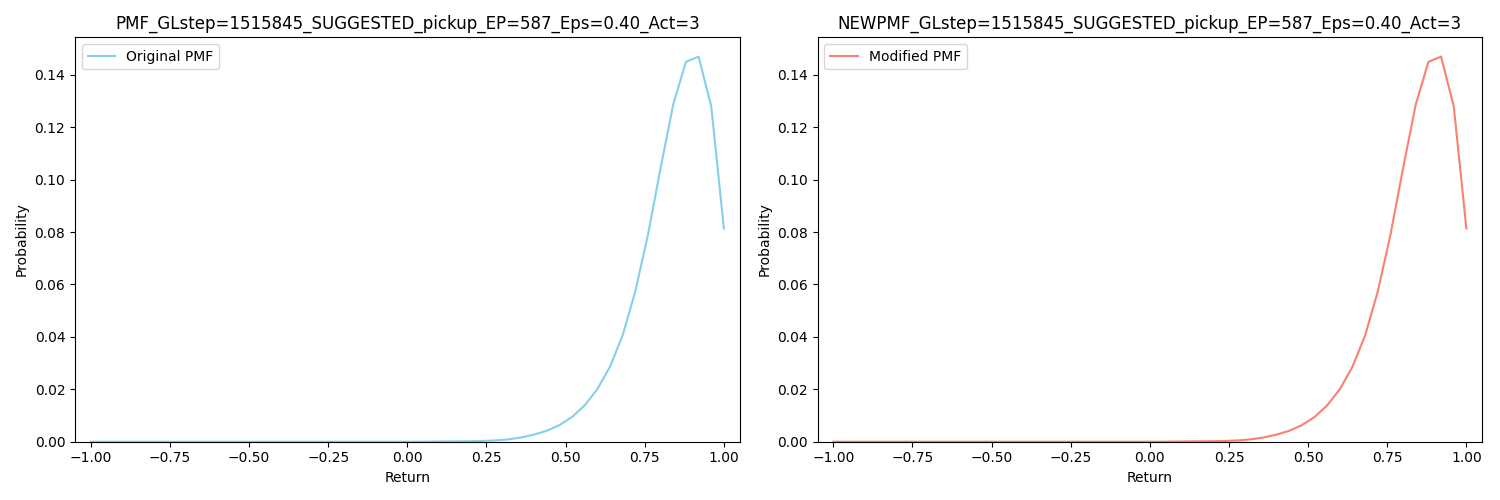 PMF_GLstep=1515845_SUGGESTED_pickup_EP=587_Eps=0.40_Act=3
Original PMF
0.14
0.12
0.10
0.08
0.06
0.04
0.02
0.00
Probability
−1.00 −0.75 −0.50 −0.25 0.00 0.25 0.50 0.75 1.00
Return
NEWPMF_GLstep=1515845_SUGGESTED_pickup_EP=587_Eps=0.40_Act=3
Modified PMF
0.14
0.12
0.10
0.08
0.06
0.04
0.02
0.00
Probability
−1.00 −0.75 −0.50 −0.25 0.00 0.25 0.50 0.75 1.00
Return